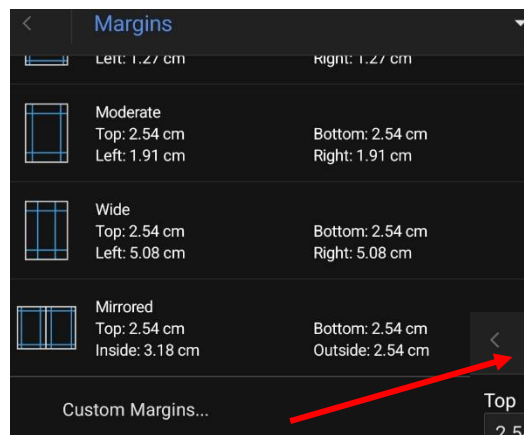 Margins
Left: 1.27 cm Right: 1.27 cm
Moderate
Top: 2.54 cm Bottom: 2.54 cm
Left: 1.91 cm Right: 1.91 cm
Wide
Top: 2.54 cm Bottom: 2.54 cm
Left: 5.08 cm Right: 5.08 cm
Mirrored
Top: 2.54 cm Bottom: 2.54 cm
Inside: 3.18 cm Outside: 2.54 cm
Custom Margins...
Top
2.5